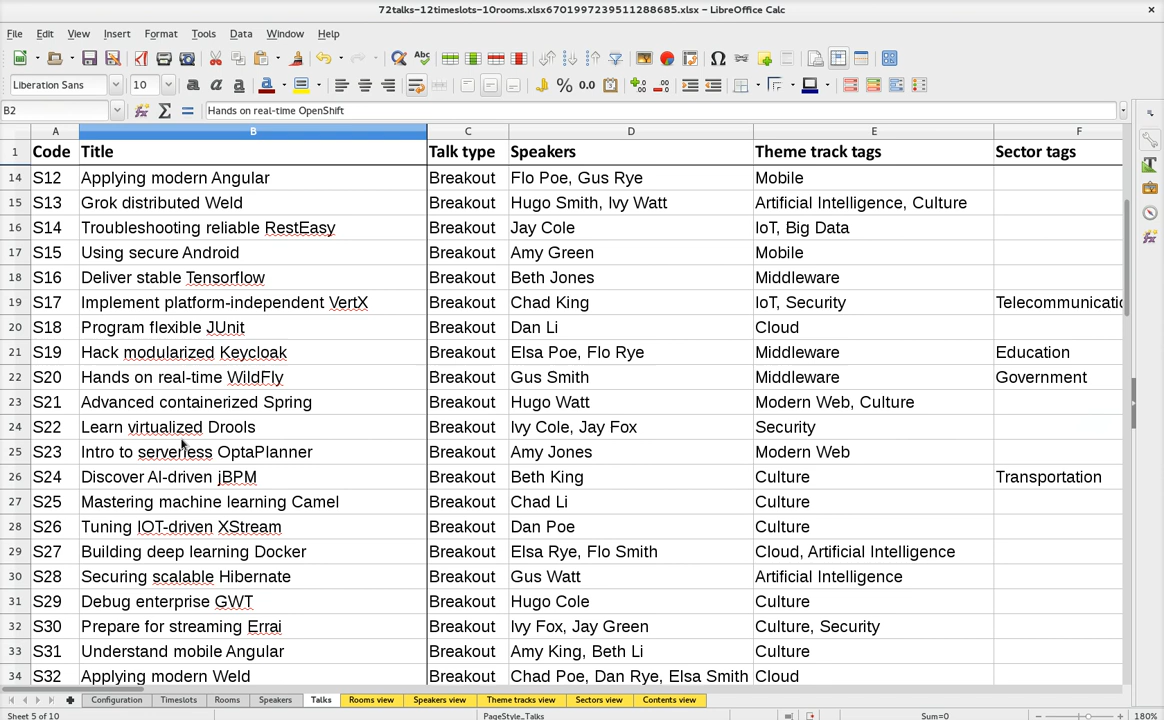 72talks-12timeslots-10rooms.xlsx6701997239511288685.xlsx – LibreOffice Calc
File Edit View Insert Format Tools Data Window Help
Liberation Sans 10
B2 Hands on real-time OpenShift
A B C D E F
1 Code Title Talk type Speakers Theme track tags Sector tags
14 S12 Applying modern Angular Breakout Flo Poe, Gus Rye Mobile
15 S13 Grok distributed Weld Breakout Hugo Smith, Ivy Watt Artificial Intelligence, Culture
16 S14 Troubleshooting reliable RestEasy Breakout Jay Cole IoT, Big Data
17 S15 Using secure Android Breakout Amy Green Mobile
18 S16 Deliver stable Tensorflow Breakout Beth Jones Middleware
19 S17 Implement platform-independent VertX Breakout Chad King IoT, Security Telecommunicatio
20 S18 Program flexible JUnit Breakout Dan Li Cloud
21 S19 Hack modularized Keycloak Breakout Elsa Poe, Flo Rye Middleware Education
22 S20 Hands on real-time WildFly Breakout Gus Smith Middleware Government
23 S21 Advanced containerized Spring Breakout Hugo Watt Modern Web, Culture
24 S22 Learn virtualized Drools Breakout Ivy Cole, Jay Fox Security
25 S23 Intro to serverless OptaPlanner Breakout Amy Jones Modern Web
26 S24 Discover AI-driven jBPM Breakout Beth King Culture Transportation
27 S25 Mastering machine learning Camel Breakout Chad Li Culture
28 S26 Tuning IOT-driven XStream Breakout Dan Poe Culture
29 S27 Building deep learning Docker Breakout Elsa Rye, Flo Smith Cloud, Artificial Intelligence
30 S28 Securing scalable Hibernate Breakout Gus Watt Artificial Intelligence
31 S29 Debug enterprise GWT Breakout Hugo Cole Culture
32 S30 Prepare for streaming Errai Breakout Ivy Fox, Jay Green Culture, Security
33 S31 Understand mobile Angular Breakout Amy King, Beth Li Culture
34 S32 Applying modern Weld Breakout Chad Poe, Dan Rye, Elsa Smith Cloud
Configuration Timeslots Rooms Speakers Talks Rooms view Speakers view Theme tracks view Sectors view Contents view
Sheet 5 of 10 PageStyle_Talks Sum=0 180%